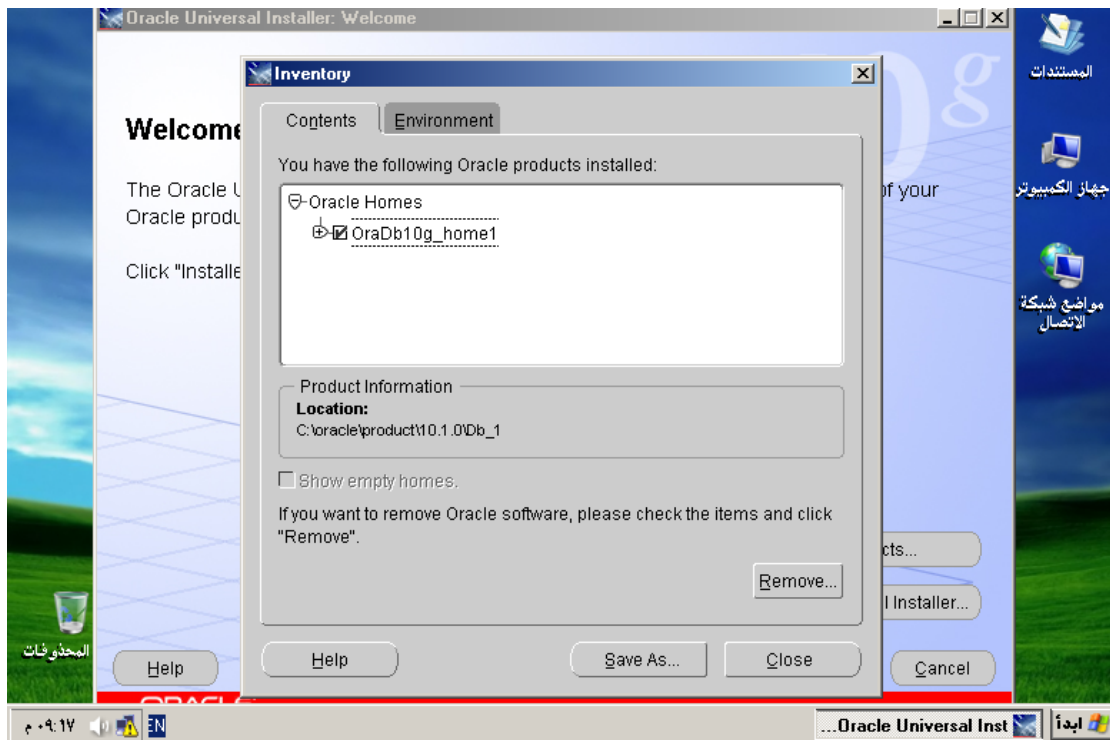 Oracle Universal Installer: Welcome
المستندات
جهاز الكمبيوتر
مواضع شبكة
الاتصال
Inventory
Contents
Environment
Welcome
You have the following Oracle products installed:
The Oracle
of your
Oracle
Click
Oracle Homes
OraDb10g_home1
Product Information
Location:
C:\oracle\product\10.1.0\Db_1
Show empty homes.
If you want to remove Oracle software, please check the items and click
"Remove".
Remove...
Installer...
Help
Save As...
Close
Help
Cancel
المحذوفات
٠٩:١٧ م
EN
...Oracle Universal Inst
ابدأ